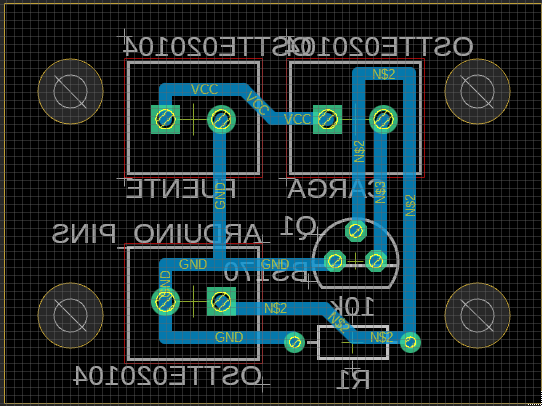 OSTTE020104 OSTTE020104
N$2
VCC
VCC
VCC
N$2
N$3
GND
N$2
FUENTE
CARGA
ARDUINO_PINS
Q1
GND
GND
BS170
GND
N$2
10k
N$2
GND
N$2
OSTTE020104
R1